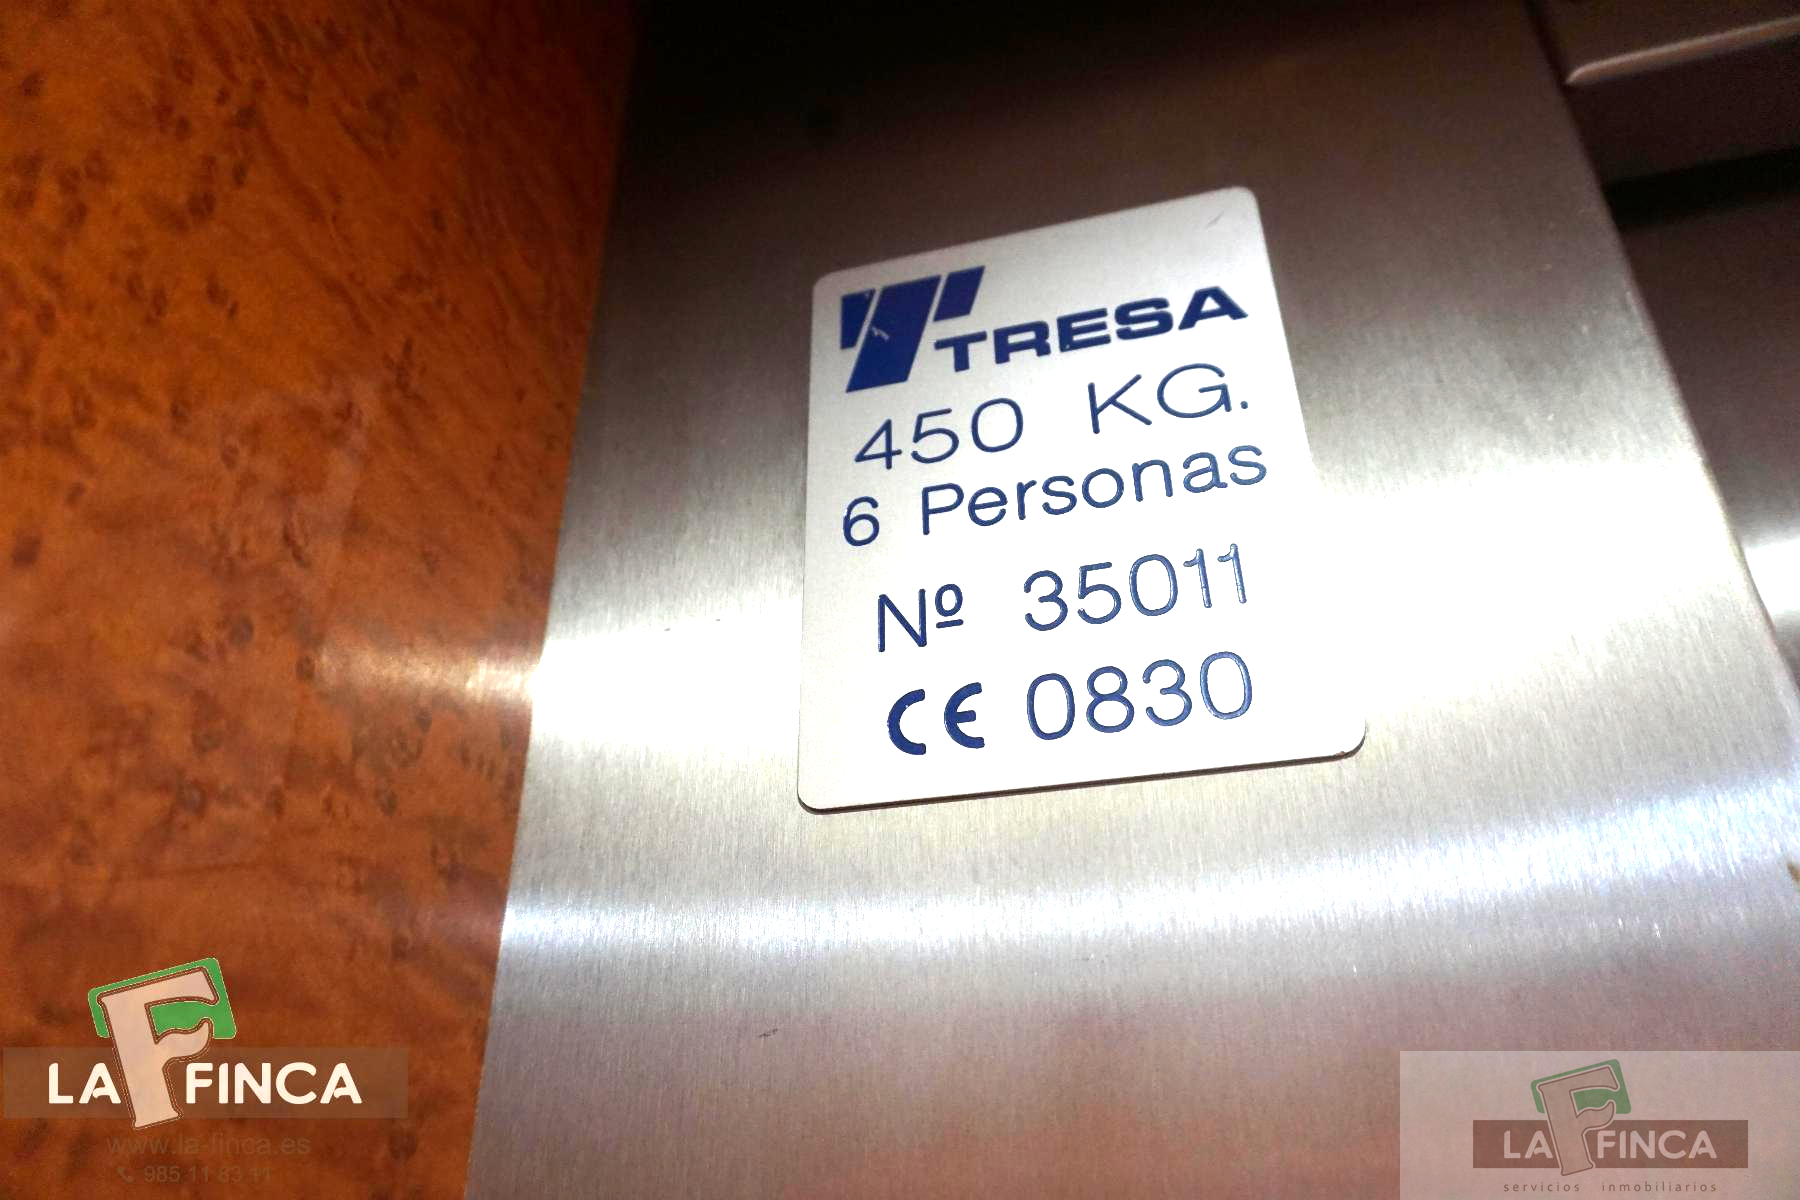 TRESA
450 KG.
6 Personas
Nº 35011
CE 0830
LA FINCA
www.la-finca.es
985 11 83 11
LA FINCA
servicios inmobiliarios